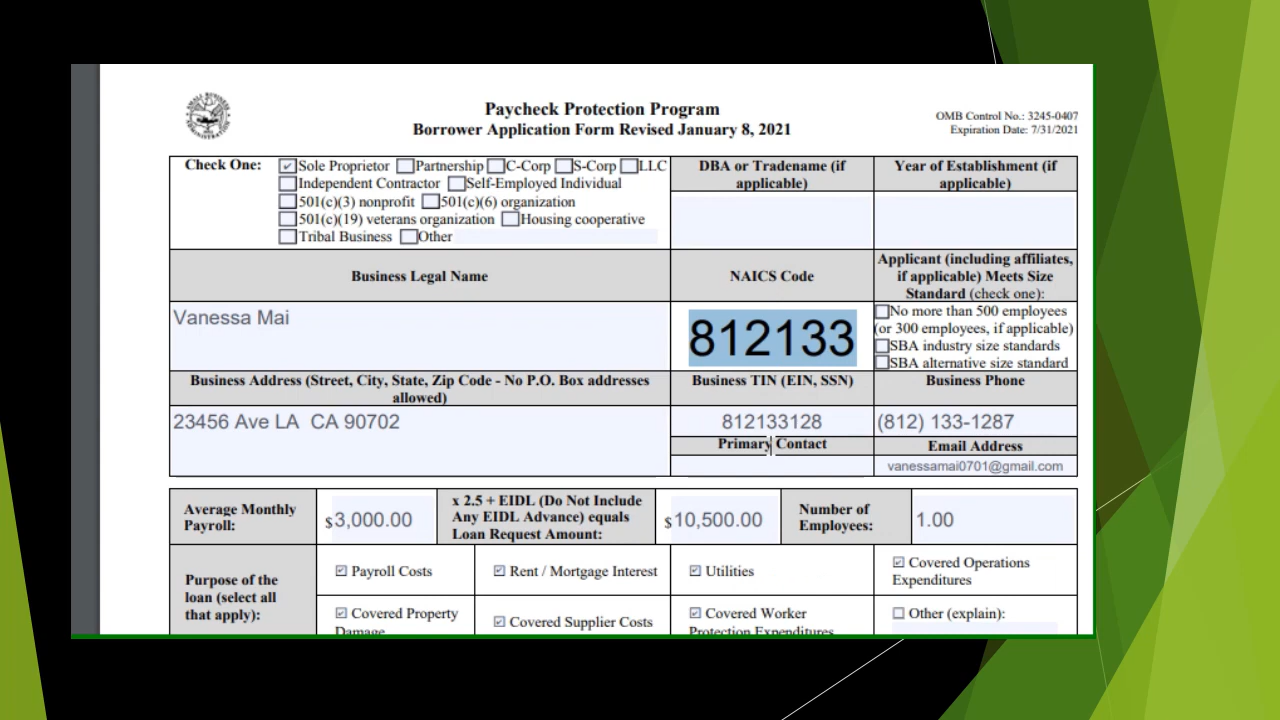 Paycheck Protection Program
Borrower Application Form Revised January 8, 2021
OMB Control No.: 3245-0407
Expiration Date: 7/31/2021
Check One:
Sole Proprietor Partnership C-Corp S-Corp LLC
Independent Contractor Self-Employed Individual
501(c)(3) nonprofit 501(c)(6) organization
501(c)(19) veterans organization Housing cooperative
Tribal Business Other
DBA or Tradename (if
applicable)
Year of Establishment (if
applicable)
Business Legal Name
NAICS Code
Applicant (including affiliates,
if applicable) Meets Size
Standard (check one):
Vanessa Mai
812133
No more than 500 employees
(or 300 employees, if applicable)
SBA industry size standards
SBA alternative size standard
Business Address (Street, City, State, Zip Code - No P.O. Box addresses
allowed)
Business TIN (EIN, SSN)
Business Phone
23456 Ave LA  CA 90702
812133128
(812) 133-1287
Primary Contact
Email Address
vanessamai0701@gmail.com
Average Monthly
Payroll:
$3,000.00
x 2.5 + EIDL (Do Not Include
Any EIDL Advance) equals
Loan Request Amount:
$10,500.00
Number of
Employees:
1.00
Purpose of the
loan (select all
that apply):
Payroll Costs
Rent / Mortgage Interest
Utilities
Covered Operations
Expenditures
Covered Property
Damage
Covered Supplier Costs
Covered Worker
Protection Expenditures
Other (explain):